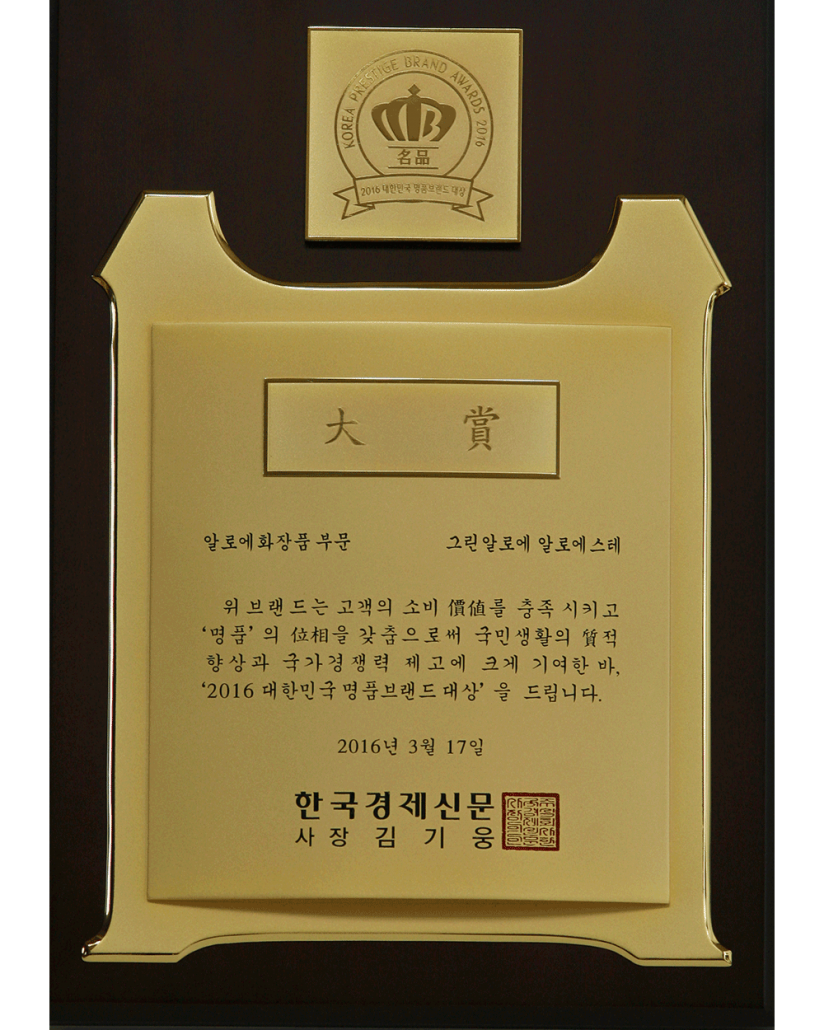 KOREA PRESTIGE BRAND AWARDS 2016
MB
名品
2016 대한민국 명품브랜드 대상
大 賞
알로에화장품 부문 그린알로에 알로에스테
위 브랜드는 고객의 소비 價値를 충족 시키고
‘명품’의 位相을 갖춤으로써 국민생활의 質적
향상과 국가경쟁력 제고에 크게 기여한 바,
‘2016 대한민국 명품브랜드 대상’을 드립니다.
2016년 3월 17일
한국경제신문
사장 김 기 웅